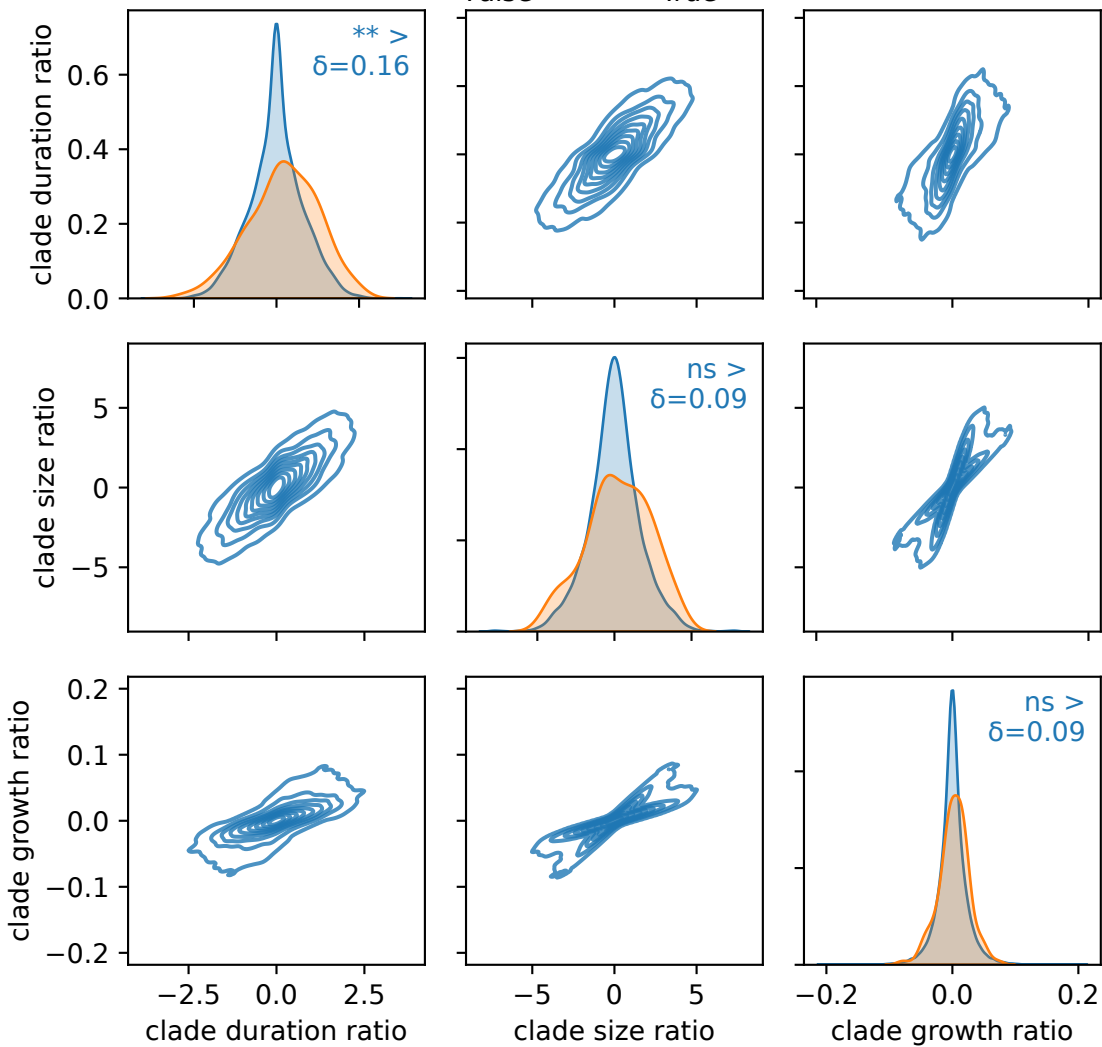 clade duration ratio
0.6
0.4
0.2
0.0
** >
δ=0.16
clade size ratio
5
0
−5
ns >
δ=0.09
clade growth ratio
0.2
0.1
0.0
−0.1
−0.2
ns >
δ=0.09
−2.5 0.0 2.5
clade duration ratio
−5 0 5
clade size ratio
−0.2 0.0 0.2
clade growth ratio